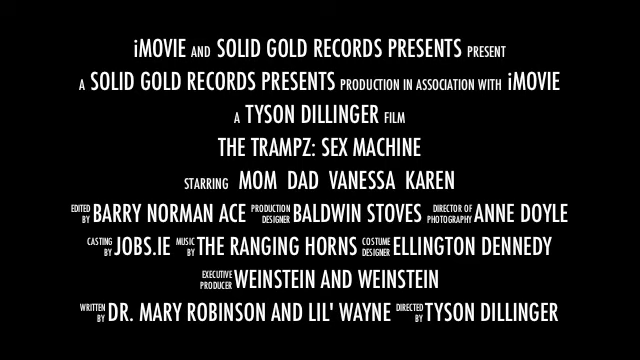 iMOVIE AND SOLID GOLD RECORDS PRESENTS PRESENT
A SOLID GOLD RECORDS PRESENTS PRODUCTION IN ASSOCIATION WITH iMOVIE
A TYSON DILLINGER FILM
THE TRAMPZ: SEX MACHINE
STARRING MOM DAD VANESSA KAREN
EDITED BY BARRY NORMAN ACE PRODUCTION DESIGNER BALDWIN STOVES DIRECTOR OF PHOTOGRAPHY ANNE DOYLE
CASTING BY JOBS.IE MUSIC BY THE RANGING HORNS COSTUME DESIGNER ELLINGTON DENNEDY
EXECUTIVE PRODUCER WEINSTEIN AND WEINSTEIN
WRITTEN BY DR. MARY ROBINSON AND LIL' WAYNE DIRECTED BY TYSON DILLINGER